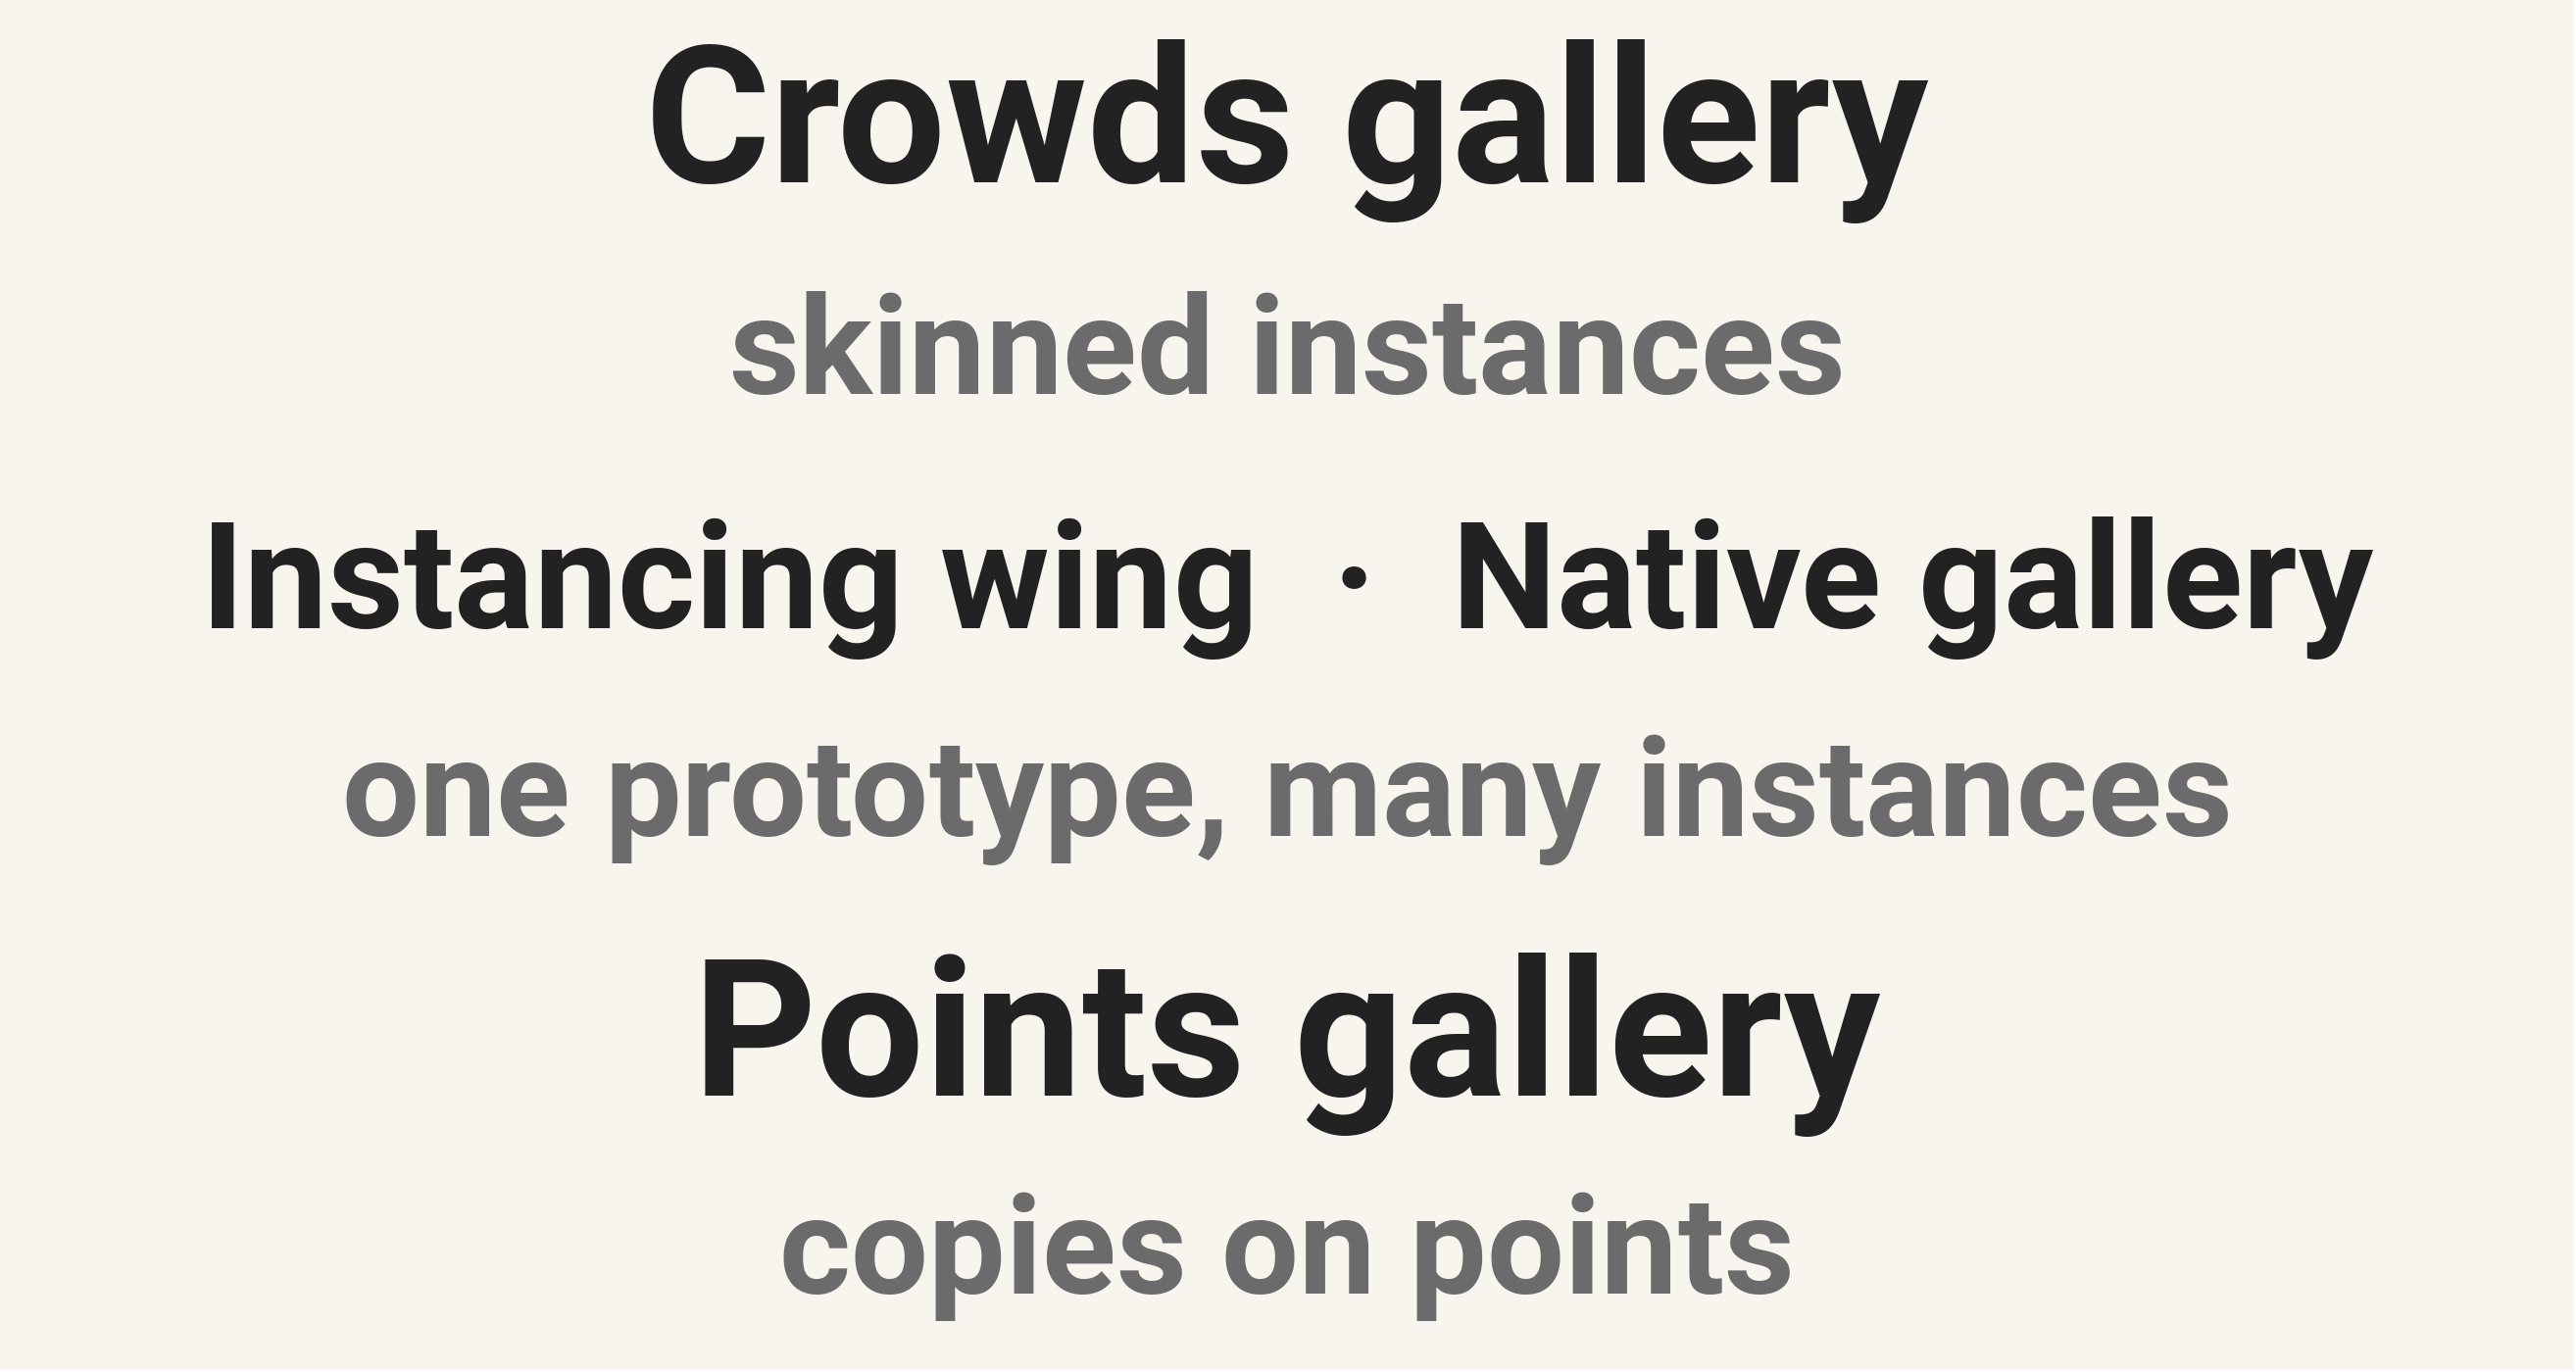 Crowds gallery
skinned instances
Instancing wing · Native gallery
one prototype, many instances
Points gallery
copies on points